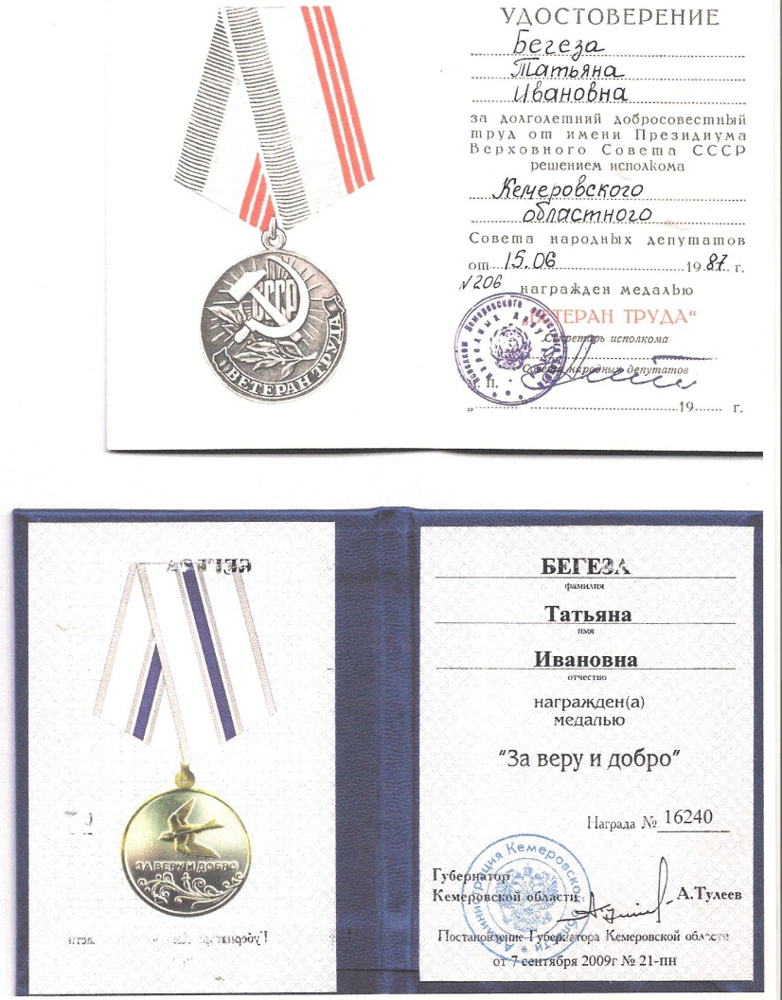 УДОСТОВЕРЕНИЕ
Бегеза
Татьяна
Ивановна
за долголетний добросовестный
труд от имени Президиума
Верховного Совета СССР
решением исполкома
Кемеровского
областного
Совета народных депутатов
от 15.06 1987 г.
N206 награжден медалью
„ВЕТЕРАН ТРУДА“
Секретарь исполкома
Совета народных депутатов
М. П.
„ 19 г.
СССР
ВЕТЕРАН ТРУДА
БЕГЕЗА
фамилия
Татьяна
имя
Ивановна
отчество
награжден(а)
медалью
"За веру и добро"
Награда № 16240
Губернатор
Кемеровской области
А.Тулеев
Администрация Кемеровской области
Постановление Губернатора Кемеровской области
от 7 сентября 2009г № 21-пн
ЗА ВЕРУ И ДОБРО